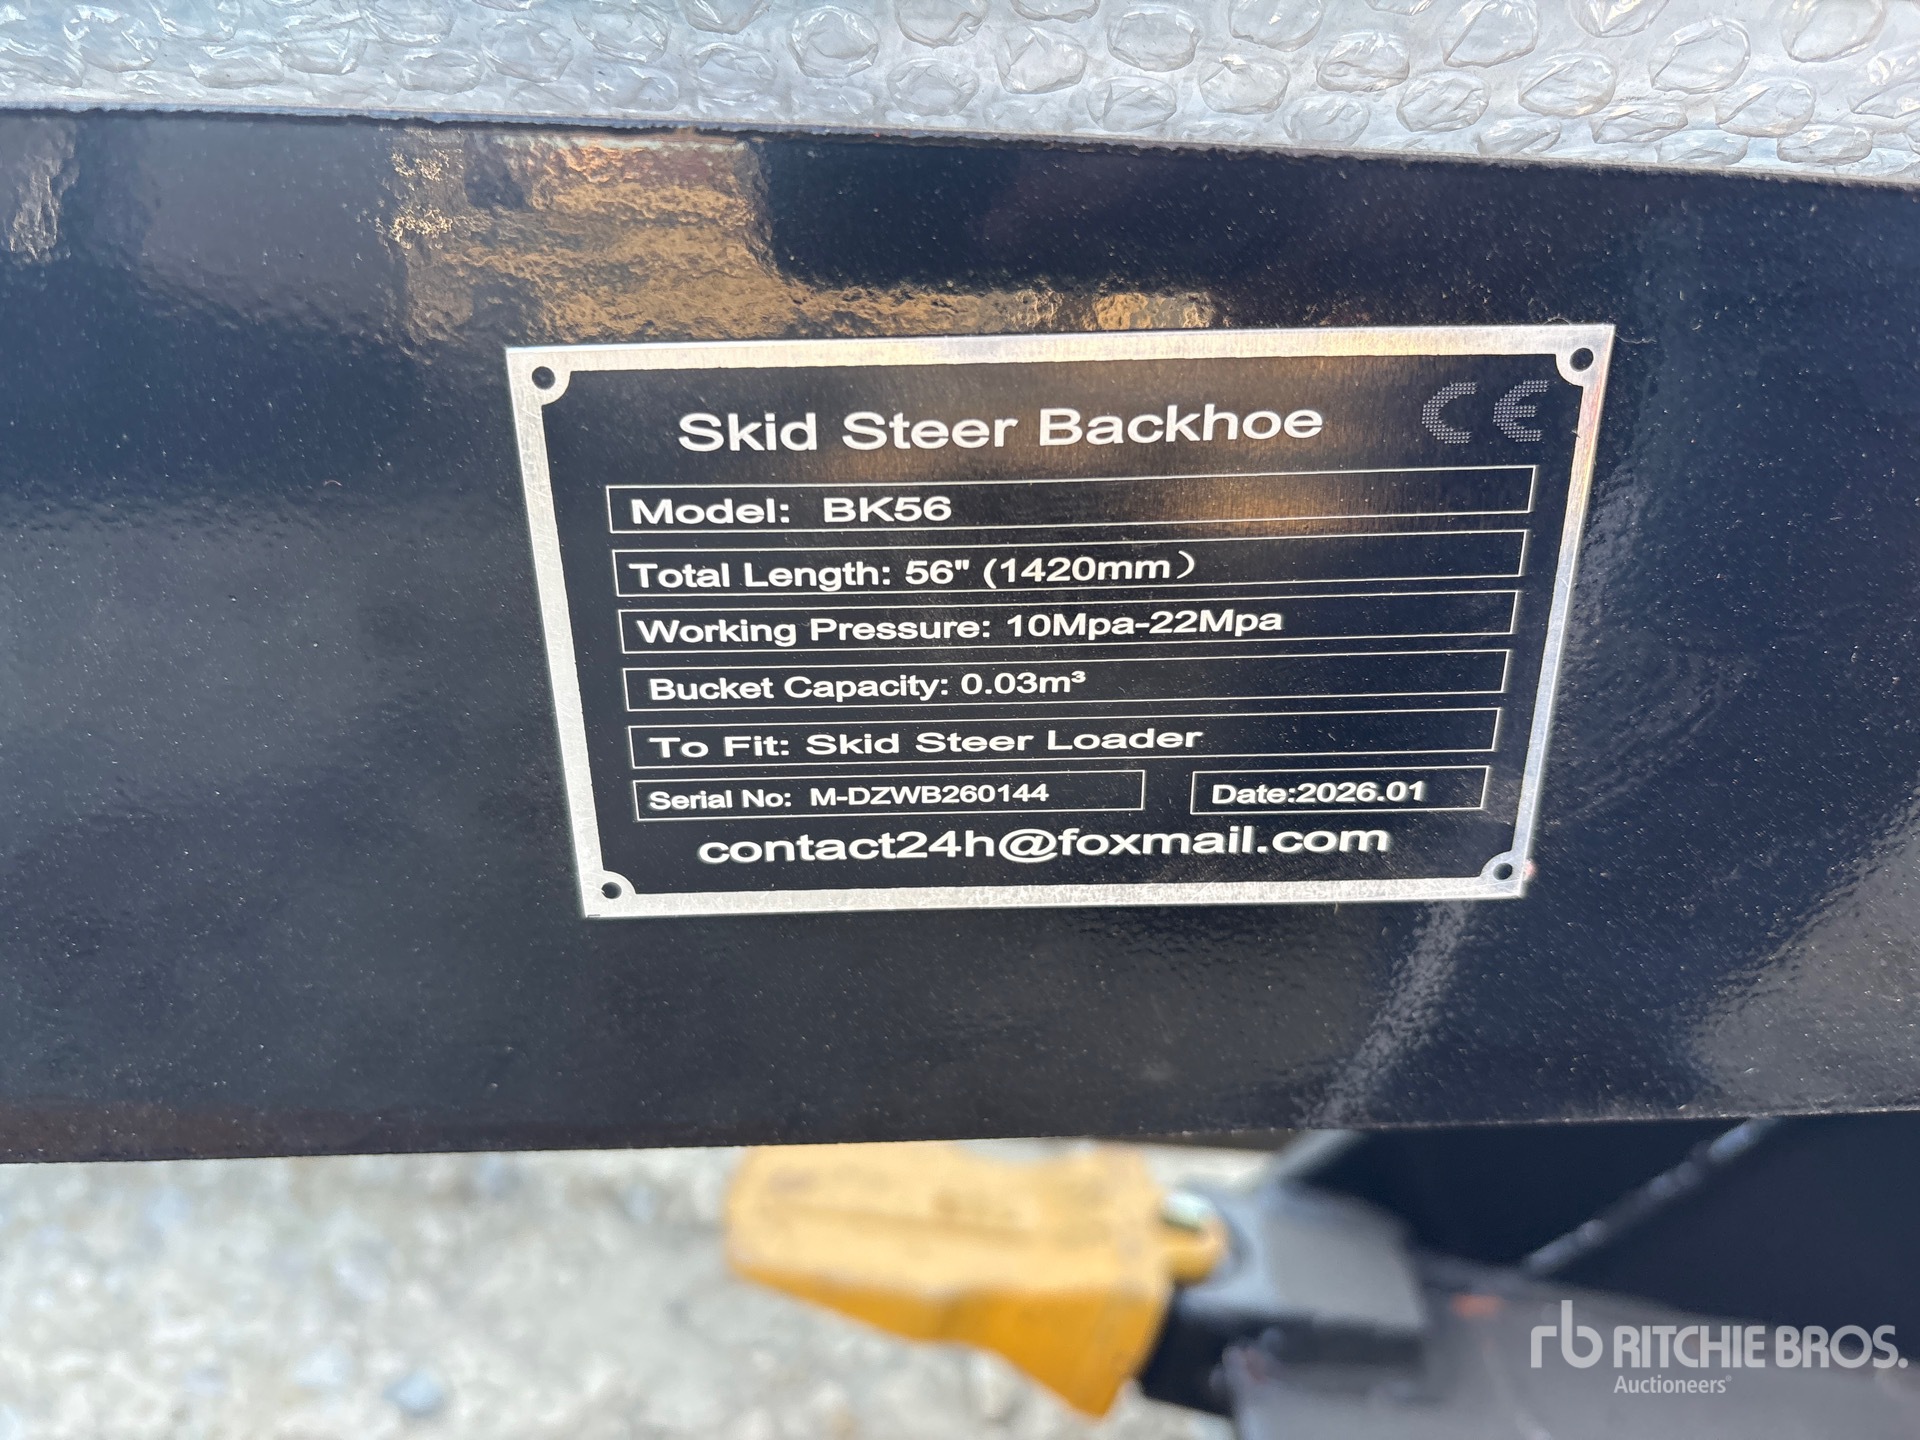 Skid Steer Backhoe CE
Model: BK56
Total Length: 56" (1420mm）
Working Pressure: 10Mpa-22Mpa
Bucket Capacity: 0.03m³
To Fit: Skid Steer Loader
Serial No: M-DZWB260144 Date:2026.01
contact24h@foxmail.com
rb RITCHIE BROS.
Auctioneers